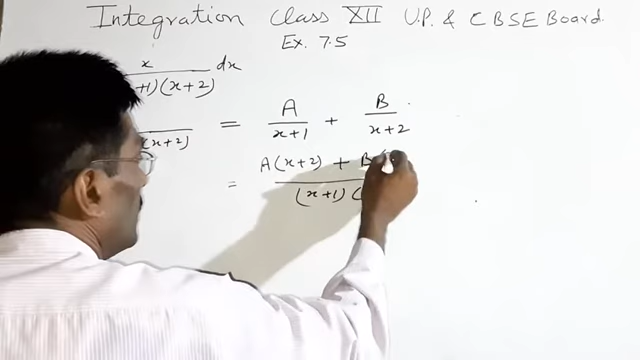 Integration Class XII U.P. & CBSE Board.
Ex. 7.5
x dx
+1)(x+2)
(x+2) = A + B
x+1 x+2
= A(x+2) + B(
(x+1)(